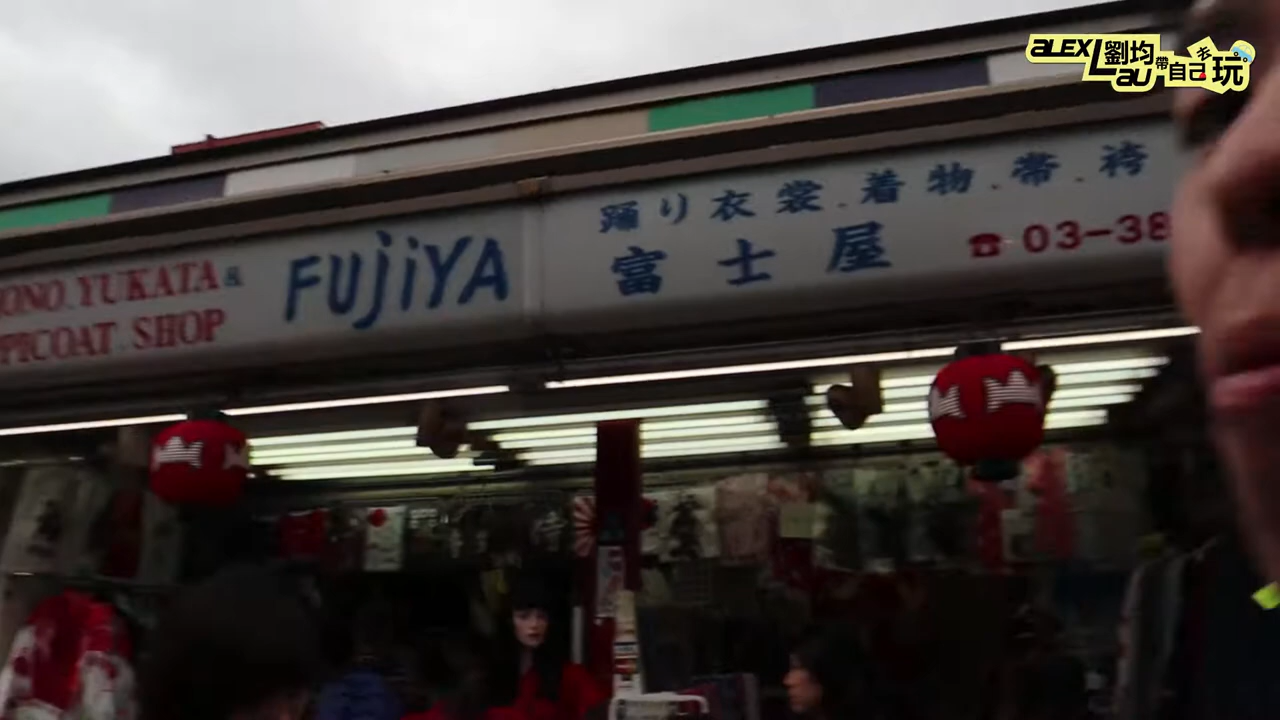 ALEX Lau 劉均 帶自己去玩
踊り衣裳.着物.帯.袴
富士屋 ☎03-38
FUJiYA
ONO.YUKATA &
PICOAT SHOP